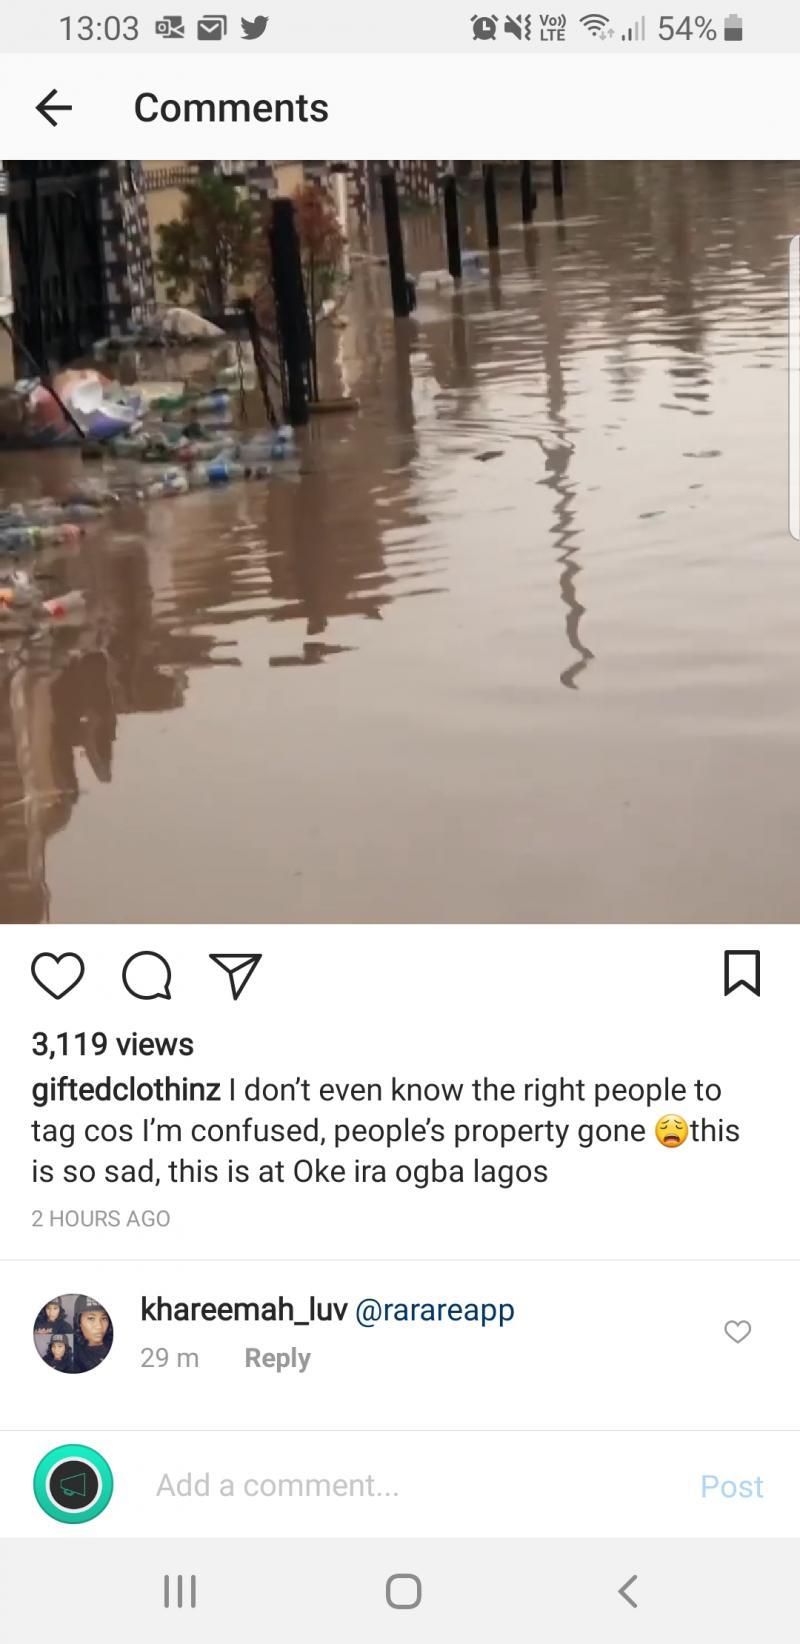 13:03 Vo)) LTE 54%
Comments
3,119 views
giftedclothinz I don't even know the right people to
tag cos I'm confused, people's property gone 😩this
is so sad, this is at Oke ira ogba lagos
2 HOURS AGO
khareemah_luv @rarareapp
29 m Reply
Add a comment... Post